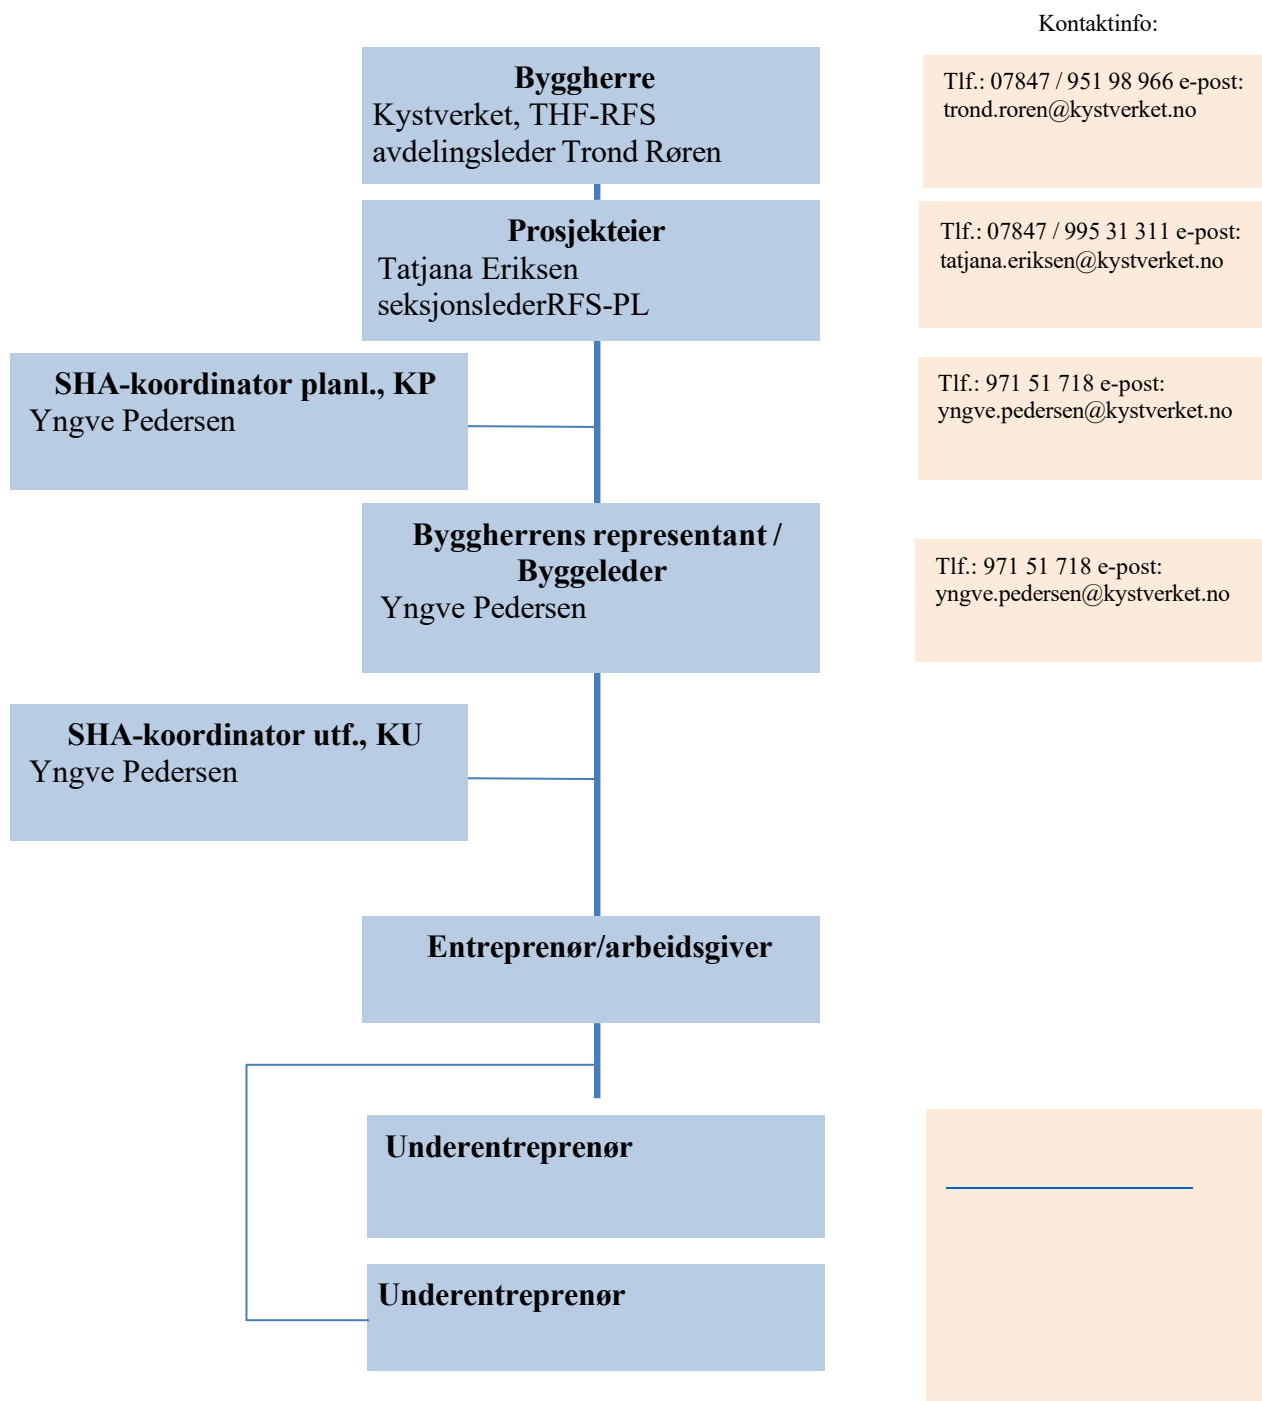 Kontaktinfo:
Byggherre
Kystverket, THF-RFS
avdelingsleder Trond Røren
Tlf.: 07847 / 951 98 966 e-post:
trond.roren@kystverket.no
Prosjekteier
Tatjana Eriksen
seksjonslederRFS-PL
Tlf.: 07847 / 995 31 311 e-post:
tatjana.eriksen@kystverket.no
SHA-koordinator planl., KP
Yngve Pedersen
Tlf.: 971 51 718 e-post:
yngve.pedersen@kystverket.no
Byggherrens representant /
Byggeleder
Yngve Pedersen
Tlf.: 971 51 718 e-post:
yngve.pedersen@kystverket.no
SHA-koordinator utf., KU
Yngve Pedersen
Entreprenør/arbeidsgiver
Underentreprenør
Underentreprenør